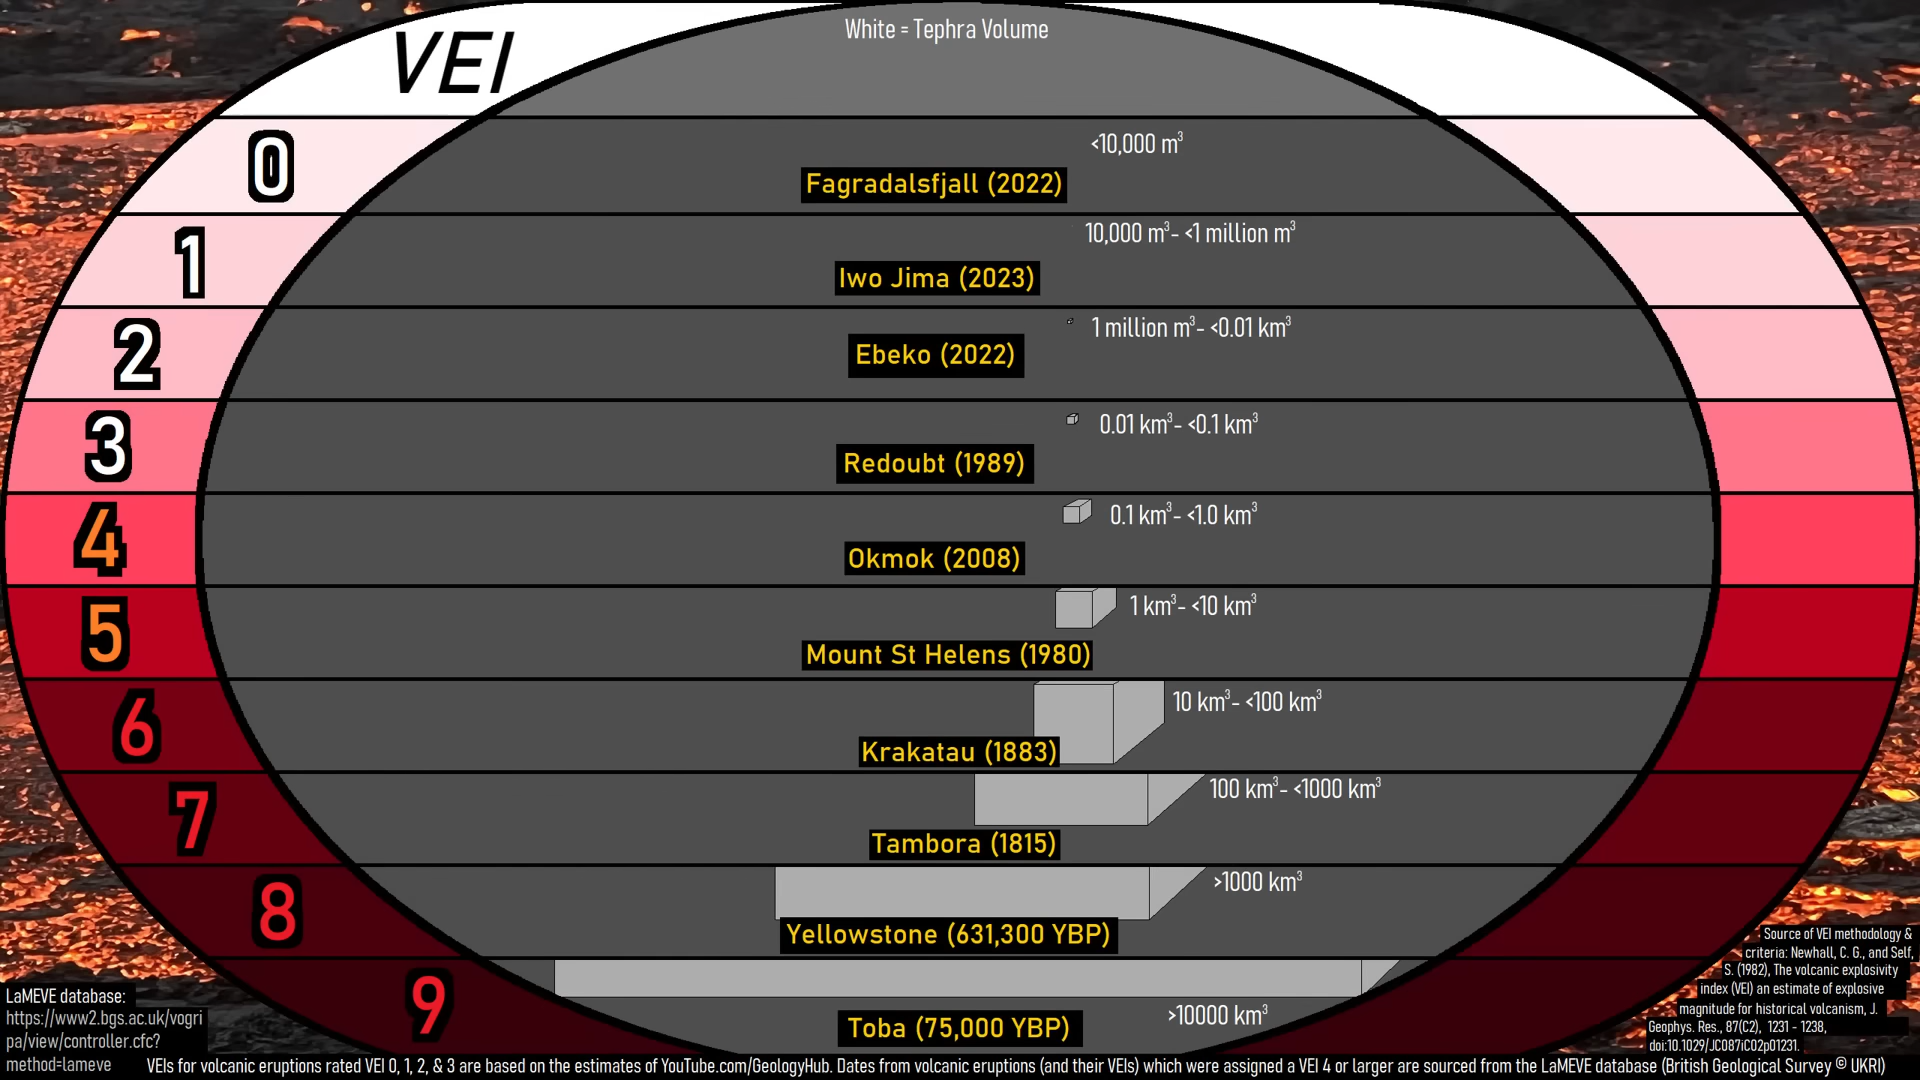 White = Tephra Volume
VEI
0
<10,000 m³
Fagradalsfjall (2022)
1
10,000 m³- <1 million m³
Iwo Jima (2023)
2
1 million m³- <0.01 km³
Ebeko (2022)
3
0.01 km³- <0.1 km³
Redoubt (1989)
4
0.1 km³- <1.0 km³
Okmok (2008)
5
1 km³- <10 km³
Mount St Helens (1980)
6
10 km³- <100 km³
Krakatau (1883)
7
100 km³- <1000 km³
Tambora (1815)
8
>1000 km³
Yellowstone (631,300 YBP)
9
>10000 km³
Toba (75,000 YBP)
Source of VEI methodology &
criteria: Newhall, C. G., and Self,
S. (1982), The volcanic explosivity
index (VEI) an estimate of explosive
magnitude for historical volcanism, J.
Geophys. Res., 87(C2), 1231 - 1238,
doi:10.1029/JC087iC02p01231.
LaMEVE database:
https://www2.bgs.ac.uk/vogri
pa/view/controller.cfc?
method=lameve
VEIs for volcanic eruptions rated VEI 0, 1, 2, & 3 are based on the estimates of YouTube.com/GeologyHub. Dates from volcanic eruptions (and their VEIs) which were assigned a VEI 4 or larger are sourced from the LaMEVE database (British Geological Survey © UKRI)